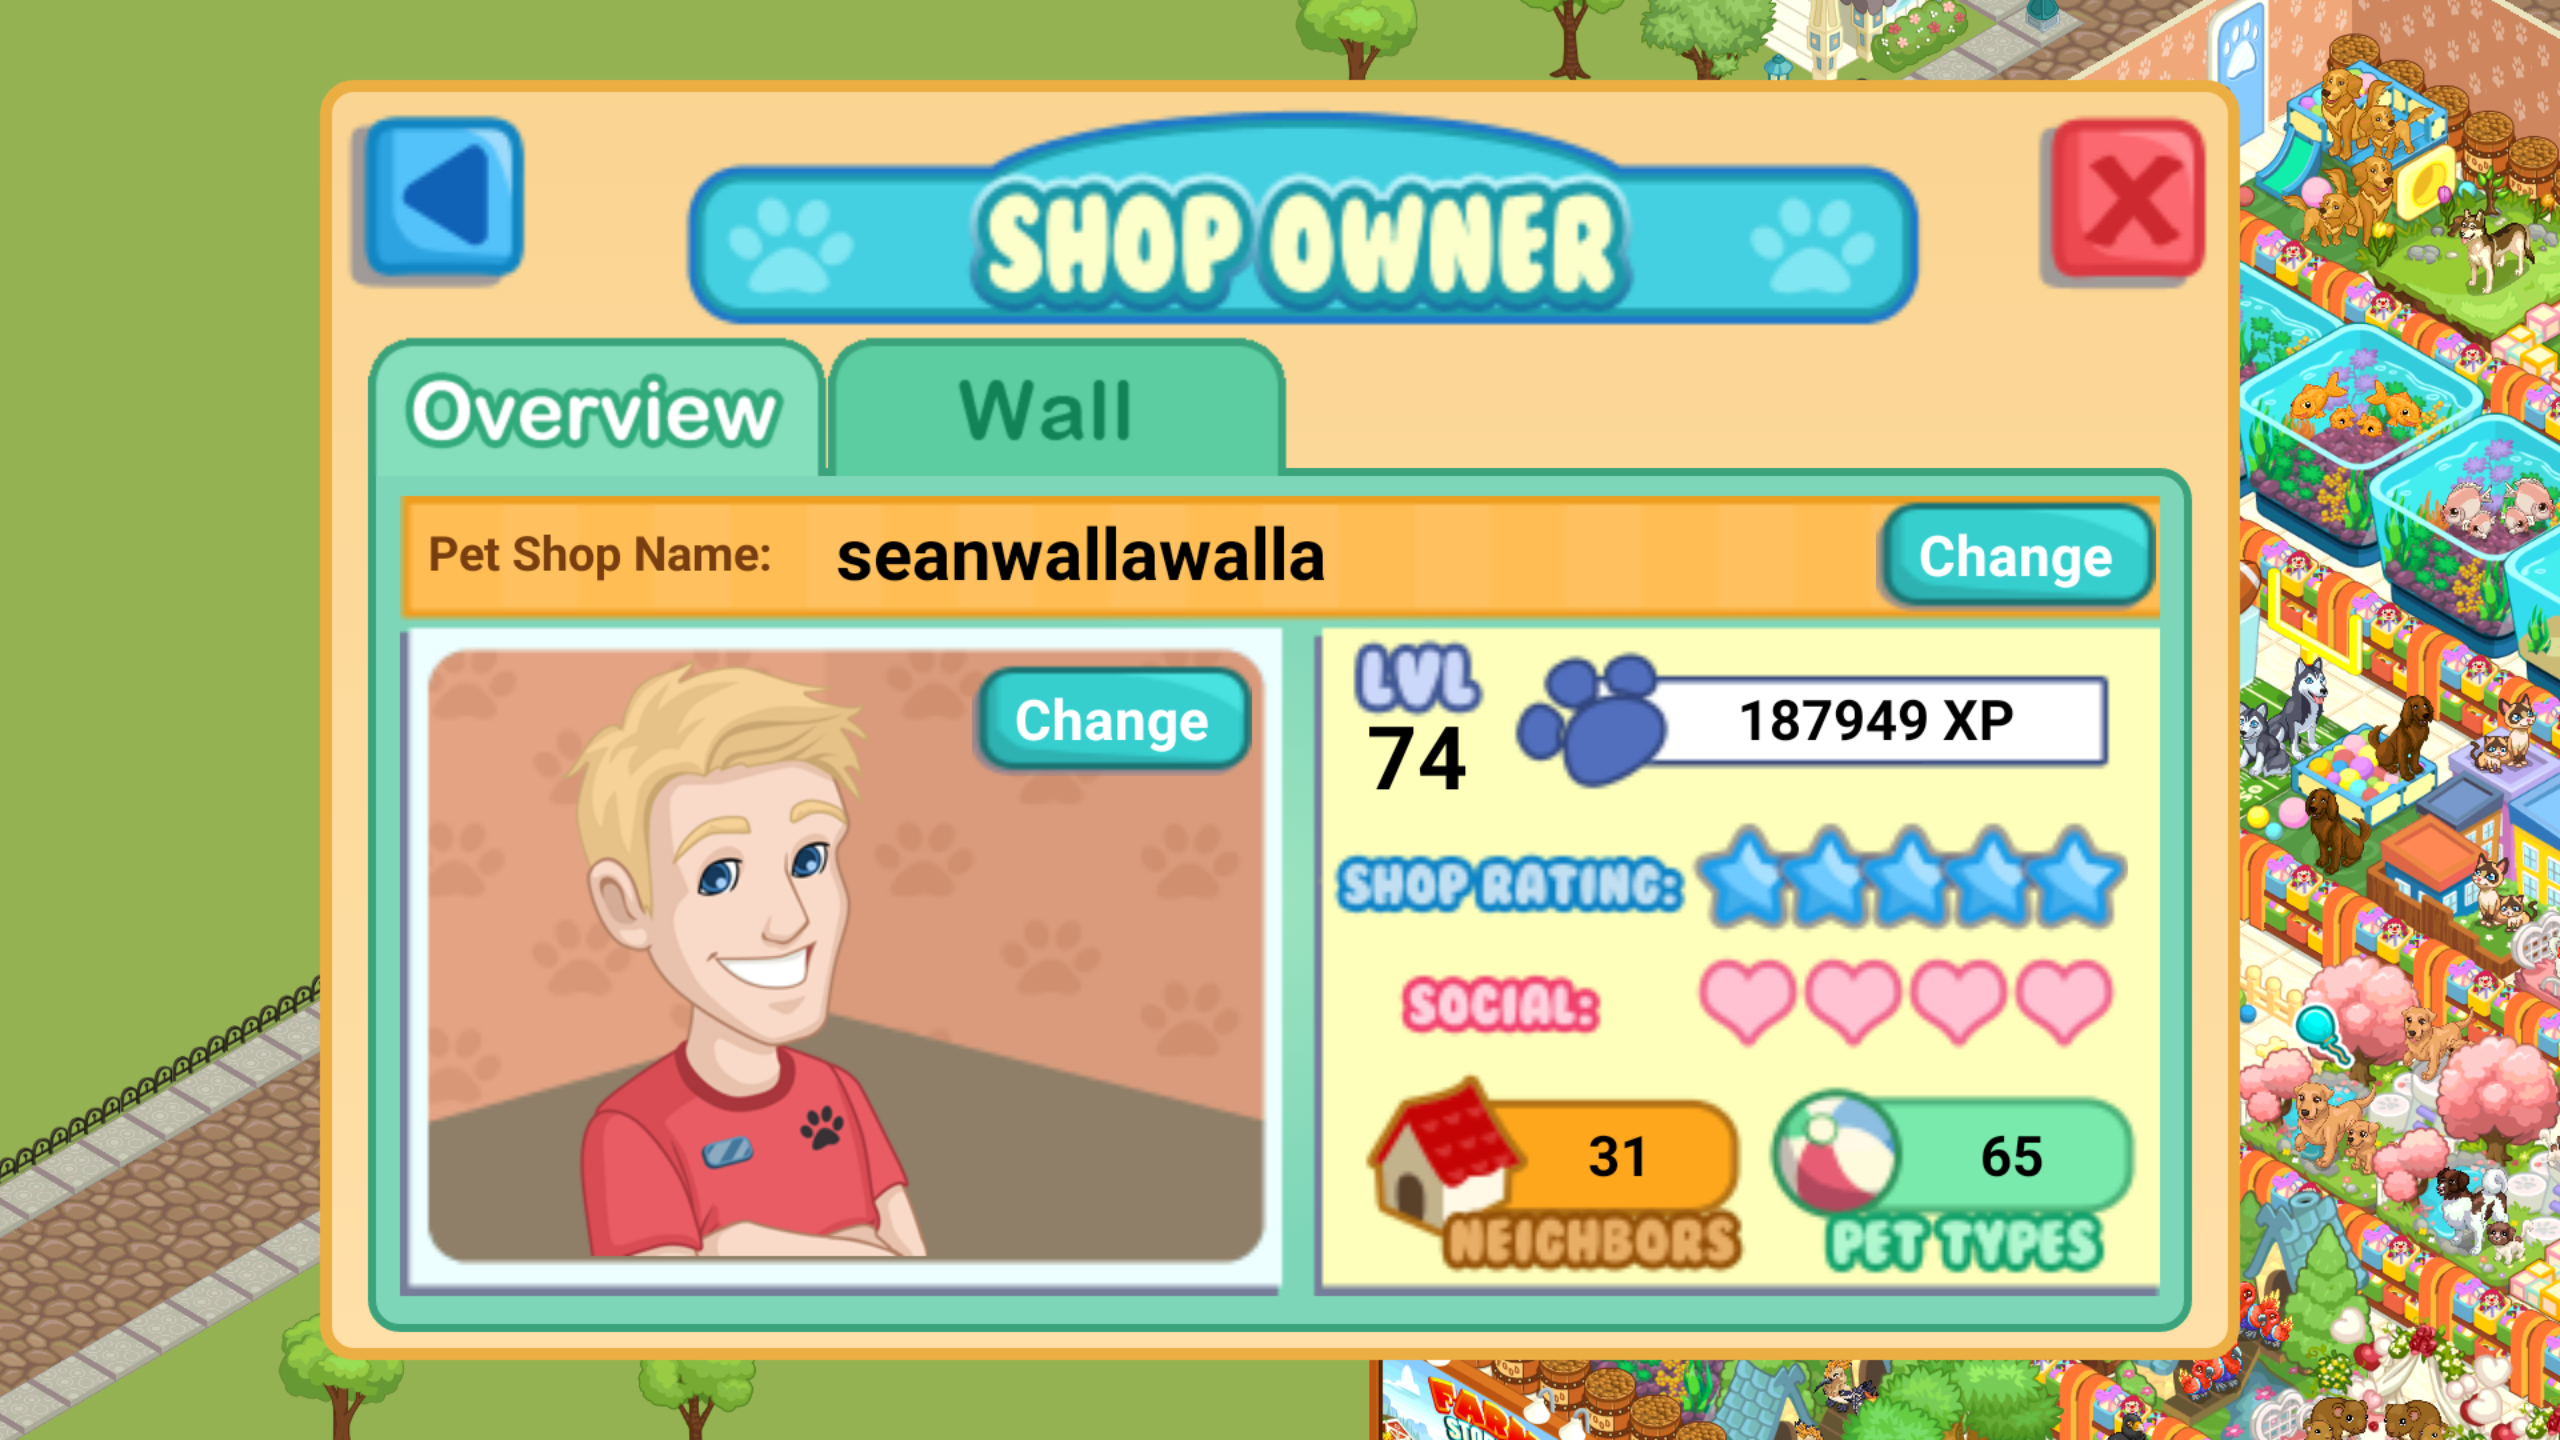 SHOP OWNER
Overview
Wall
Pet Shop Name: seanwallawalla
Change
Change
LVL
74
187949 XP
SHOP RATING:
SOCIAL:
31
NEIGHBORS
65
PET TYPES